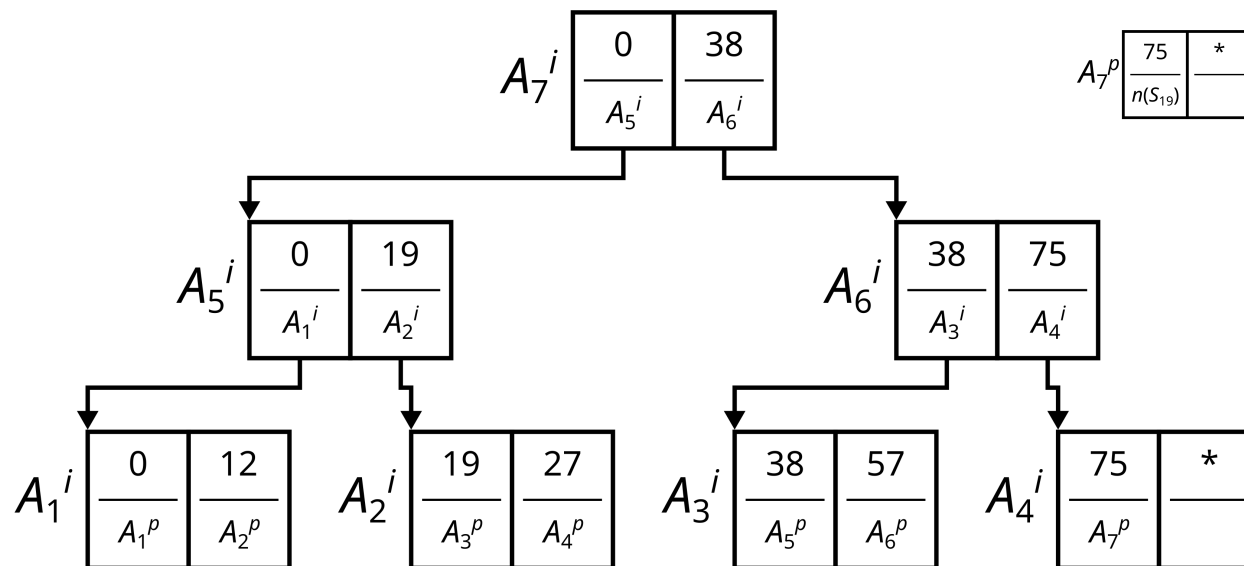 A₇ⁱ
0 38
A₅ⁱ A₆ⁱ
A₇ᵖ
75 *
n(S₁₉)
A₅ⁱ
0 19
A₁ⁱ A₂ⁱ
A₆ⁱ
38 75
A₃ⁱ A₄ⁱ
A₁ⁱ
0 12
A₁ᵖ A₂ᵖ
A₂ⁱ
19 27
A₃ᵖ A₄ᵖ
A₃ⁱ
38 57
A₅ᵖ A₆ᵖ
A₄ⁱ
75 *
A₇ᵖ